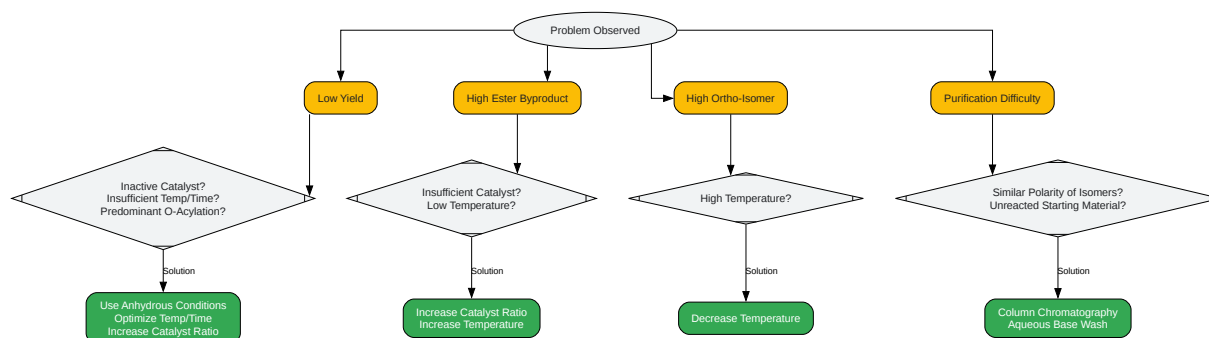 Problem Observed
Low Yield
High Ester Byproduct
High Ortho-Isomer
Purification Difficulty
Inactive Catalyst?
Insufficient Temp/Time?
Predominant O-Acylation?
Insufficient Catalyst?
Low Temperature?
High Temperature?
Similar Polarity of Isomers?
Unreacted Starting Material?
Solution
Solution
Solution
Solution
Use Anhydrous Conditions
Optimize Temp/Time
Increase Catalyst Ratio
Increase Catalyst Ratio
Increase Temperature
Decrease Temperature
Column Chromatography
Aqueous Base Wash